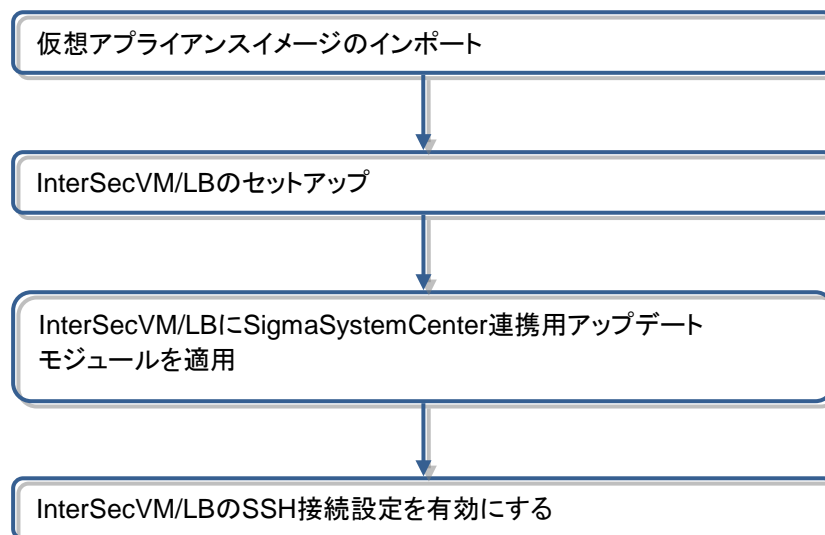 仮想アプライアンスイメージのインポート
InterSecVM/LBのセットアップ
InterSecVM/LBにSigmaSystemCenter連携用アップデート
モジュールを適用
InterSecVM/LBのSSH接続設定を有効にする